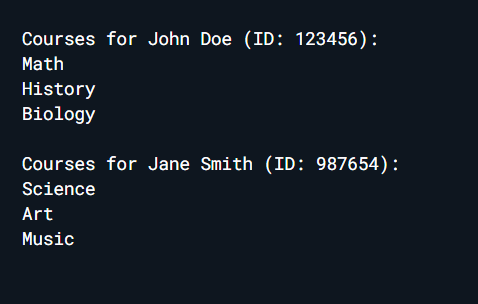 Courses for John Doe (ID: 123456):
Math
History
Biology
Courses for Jane Smith (ID: 987654):
Science
Art
Music